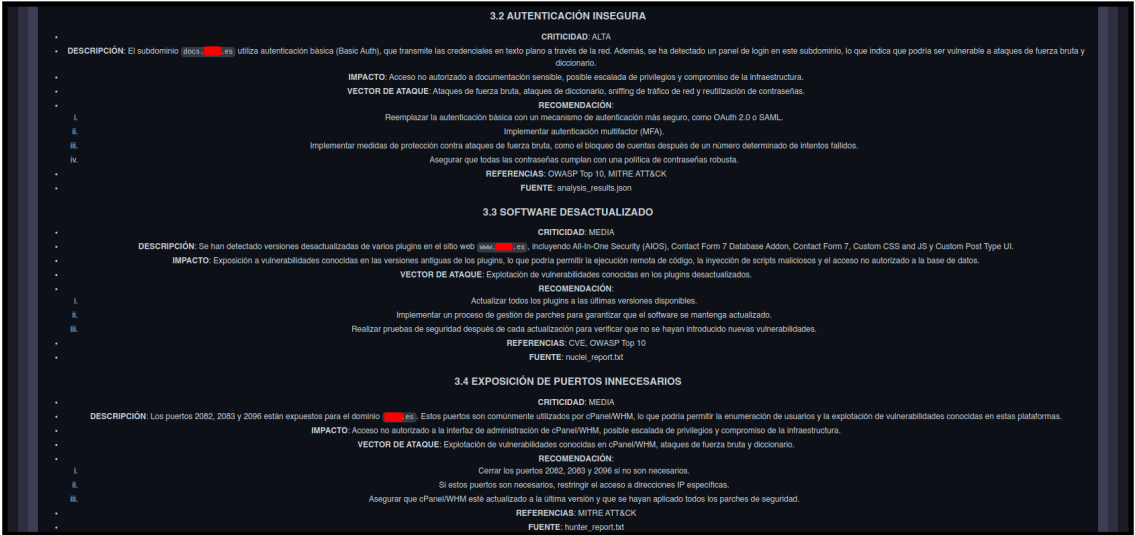 3.2 AUTENTICACIÓN INSEGURA
• CRITICIDAD: ALTA
• DESCRIPCIÓN: El subdominio docs. .es utiliza autenticación básica (Basic Auth), que transmite las credenciales en texto plano a través de la red. Además, se ha detectado un panel de login en este subdominio, lo que indica que podría ser vulnerable a ataques de fuerza bruta y
diccionario.
• IMPACTO: Acceso no autorizado a documentación sensible, posible escalada de privilegios y compromiso de la infraestructura.
• VECTOR DE ATAQUE: Ataques de fuerza bruta, ataques de diccionario, sniffing de tráfico de red y reutilización de contraseñas.
• RECOMENDACIÓN:
i. Reemplazar la autenticación básica con un mecanismo de autenticación más seguro, como OAuth 2.0 o SAML.
ii. Implementar autenticación multifactor (MFA).
iii. Implementar medidas de protección contra ataques de fuerza bruta, como el bloqueo de cuentas después de un número determinado de intentos fallidos.
iv. Asegurar que todas las contraseñas cumplan con una política de contraseñas robusta.
• REFERENCIAS: OWASP Top 10, MITRE ATT&CK
• FUENTE: analysis_results.json
3.3 SOFTWARE DESACTUALIZADO
• CRITICIDAD: MEDIA
• DESCRIPCIÓN: Se han detectado versiones desactualizadas de varios plugins en el sitio web www. .es, incluyendo All-In-One Security (AIOS), Contact Form 7 Database Addon, Contact Form 7, Custom CSS and JS y Custom Post Type UI.
• IMPACTO: Exposición a vulnerabilidades conocidas en las versiones antiguas de los plugins, lo que podría permitir la ejecución remota de código, la inyección de scripts maliciosos y el acceso no autorizado a la base de datos.
• VECTOR DE ATAQUE: Explotación de vulnerabilidades conocidas en los plugins desactualizados.
• RECOMENDACIÓN:
i. Actualizar todos los plugins a las últimas versiones disponibles.
ii. Implementar un proceso de gestión de parches para garantizar que el software se mantenga actualizado.
iii. Realizar pruebas de seguridad después de cada actualización para verificar que no se hayan introducido nuevas vulnerabilidades.
• REFERENCIAS: CVE, OWASP Top 10
• FUENTE: nuclei_report.txt
3.4 EXPOSICIÓN DE PUERTOS INNECESARIOS
• CRITICIDAD: MEDIA
• DESCRIPCIÓN: Los puertos 2082, 2083 y 2096 están expuestos para el dominio .es. Estos puertos son comúnmente utilizados por cPanel/WHM, lo que podría permitir la enumeración de usuarios y la explotación de vulnerabilidades conocidas en estas plataformas.
• IMPACTO: Acceso no autorizado a la interfaz de administración de cPanel/WHM, posible escalada de privilegios y compromiso de la infraestructura.
• VECTOR DE ATAQUE: Explotación de vulnerabilidades conocidas en cPanel/WHM, ataques de fuerza bruta y diccionario.
• RECOMENDACIÓN:
i. Cerrar los puertos 2082, 2083 y 2096 si no son necesarios.
ii. Si estos puertos son necesarios, restringir el acceso a direcciones IP específicas.
iii. Asegurar que cPanel/WHM esté actualizado a la última versión y que se hayan aplicado todos los parches de seguridad.
• REFERENCIAS: MITRE ATT&CK
• FUENTE: hunter_report.txt